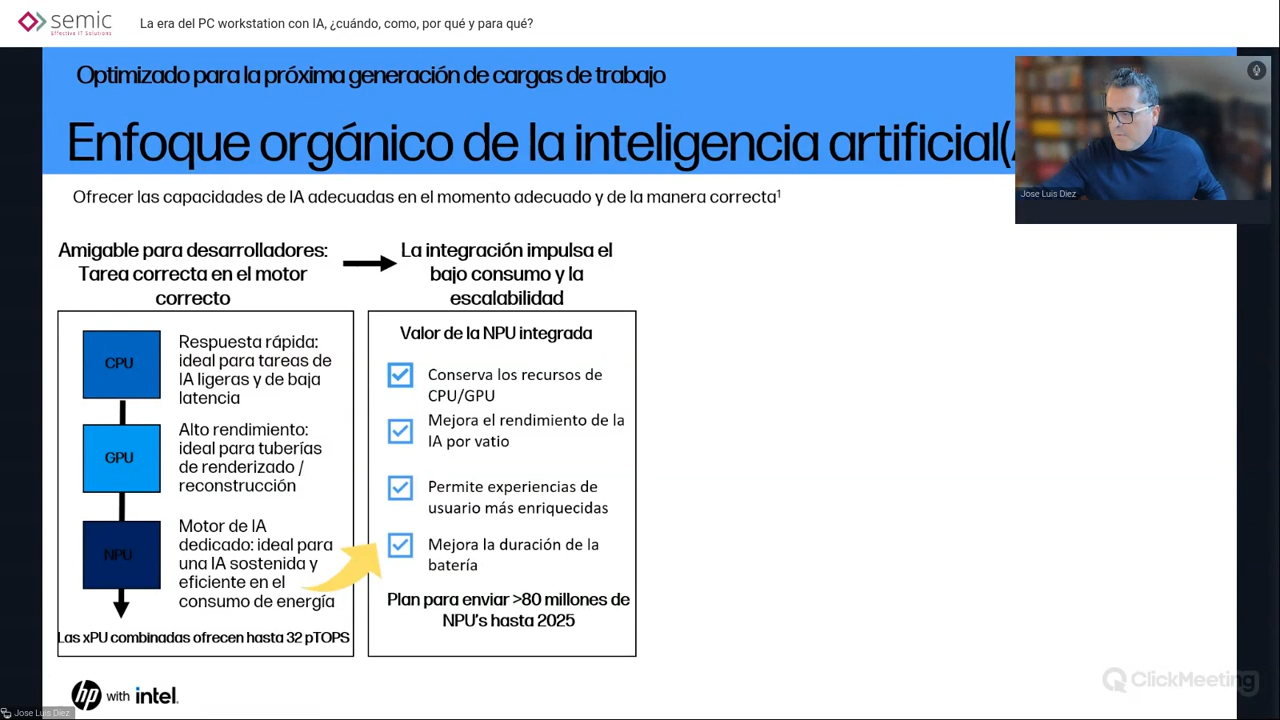 semic
Effective IT Solutions
La era del PC workstation con IA, ¿cuándo, como, por qué y para qué?
Optimizado para la próxima generación de cargas de trabajo
Enfoque orgánico de la inteligencia artificial(
Jose Luis Diez
Ofrecer las capacidades de IA adecuadas en el momento adecuado y de la manera correcta¹
Amigable para desarrolladores:
Tarea correcta en el motor
correcto
CPU
Respuesta rápida:
ideal para tareas de
IA ligeras y de baja
latencia
GPU
Alto rendimiento:
ideal para tuberías
de renderizado /
reconstrucción
NPU
Motor de IA
dedicado: ideal para
una IA sostenida y
eficiente en el
consumo de energía
Las xPU combinadas ofrecen hasta 32 pTOPS
La integración impulsa el
bajo consumo y la
escalabilidad
Valor de la NPU integrada
Conserva los recursos de
CPU/GPU
Mejora el rendimiento de la
IA por vatio
Permite experiencias de
usuario más enriquecidas
Mejora la duración de la
batería
Plan para enviar >80 millones de
NPU's hasta 2025
hp with intel.
ClickMeeting
Jose Luis Diez